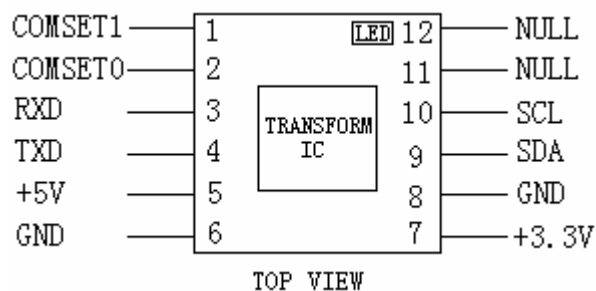 COMSET1 1 LED 12 NULL
COMSET0 2 11 NULL
RXD 3 10 SCL
TRANSFORM
TXD 4 IC 9 SDA
+5V 5 8 GND
GND 6 7 +3.3V
TOP VIEW